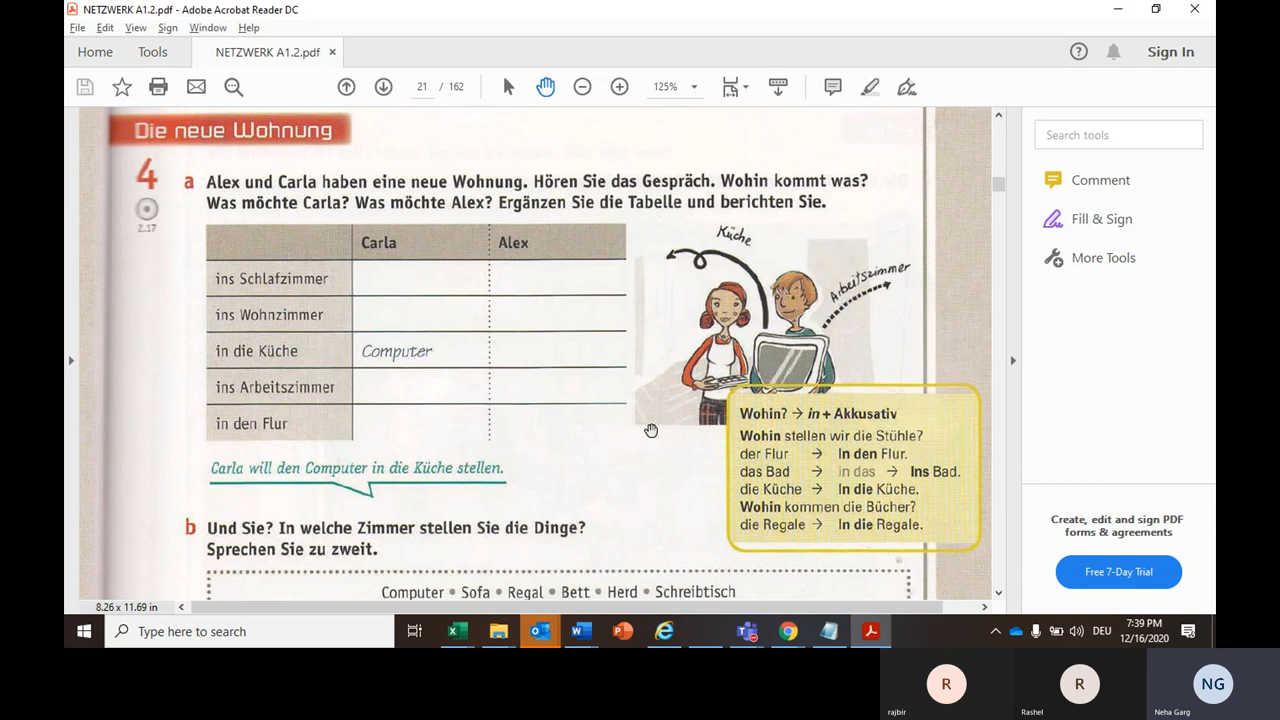 NETZWERK A1.2.pdf - Adobe Acrobat Reader DC
File Edit View Sign Window Help
Home Tools NETZWERK A1.2.pdf × Sign In
21 / 162 125%
Die neue Wohnung
4 a Alex und Carla haben eine neue Wohnung. Hören Sie das Gespräch. Wohin kommt was?
Was möchte Carla? Was möchte Alex? Ergänzen Sie die Tabelle und berichten Sie.
2.17
Carla Alex
ins Schlafzimmer
ins Wohnzimmer
in die Küche Computer
ins Arbeitszimmer
in den Flur
Küche
Arbeitszimmer
Carla will den Computer in die Küche stellen.
Wohin? → in + Akkusativ
Wohin stellen wir die Stühle?
der Flur → In den Flur.
das Bad → In das → Ins Bad.
die Küche → In die Küche.
Wohin kommen die Bücher?
die Regale → In die Regale.
b Und Sie? In welche Zimmer stellen Sie die Dinge?
Sprechen Sie zu zweit.
Computer • Sofa • Regal • Bett • Herd • Schreibtisch
8.26 x 11.69 in
Search tools
Comment
Fill & Sign
More Tools
Create, edit and sign PDF
forms & agreements
Free 7-Day Trial
Type here to search
DEU
7:39 PM
12/16/2020
R
rajbir
R
Rashel
NG
Neha Garg